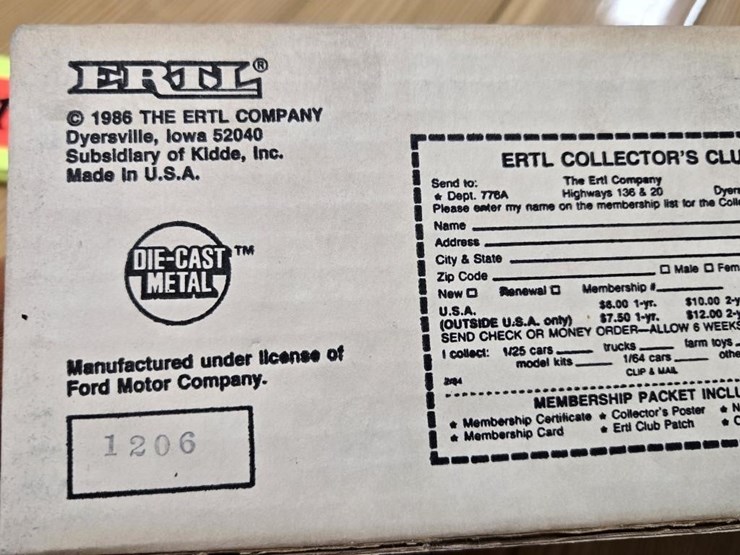 ERTL®
© 1986 THE ERTL COMPANY
Dyersville, Iowa 52040
Subsidiary of Kidde, Inc.
Made in U.S.A.
DIE-CAST TM
METAL
Manufactured under license of
Ford Motor Company.
1206
ERTL COLLECTOR'S CLU
Send to: The Ertl Company
★ Dept. 776A Highways 136 & 20 Dyer
Please enter my name on the membership list for the Coll
Name
Address
City & State
Zip Code □ Male □ Fem
New □ Renewal □ Membership #
U.S.A. $6.00 1-yr. $10.00 2-y
(OUTSIDE U.S.A. only) $7.50 1-yr. $12.00 2-
SEND CHECK OR MONEY ORDER—ALLOW 6 WEEKS
I collect: 1/25 cars trucks farm toys
model kits 1/64 cars othe
CLIP & MAIL
MEMBERSHIP PACKET INCL
★ Membership Certificate ★ Collector's Poster ★ N
★ Membership Card ★ Ertl Club Patch ★ C